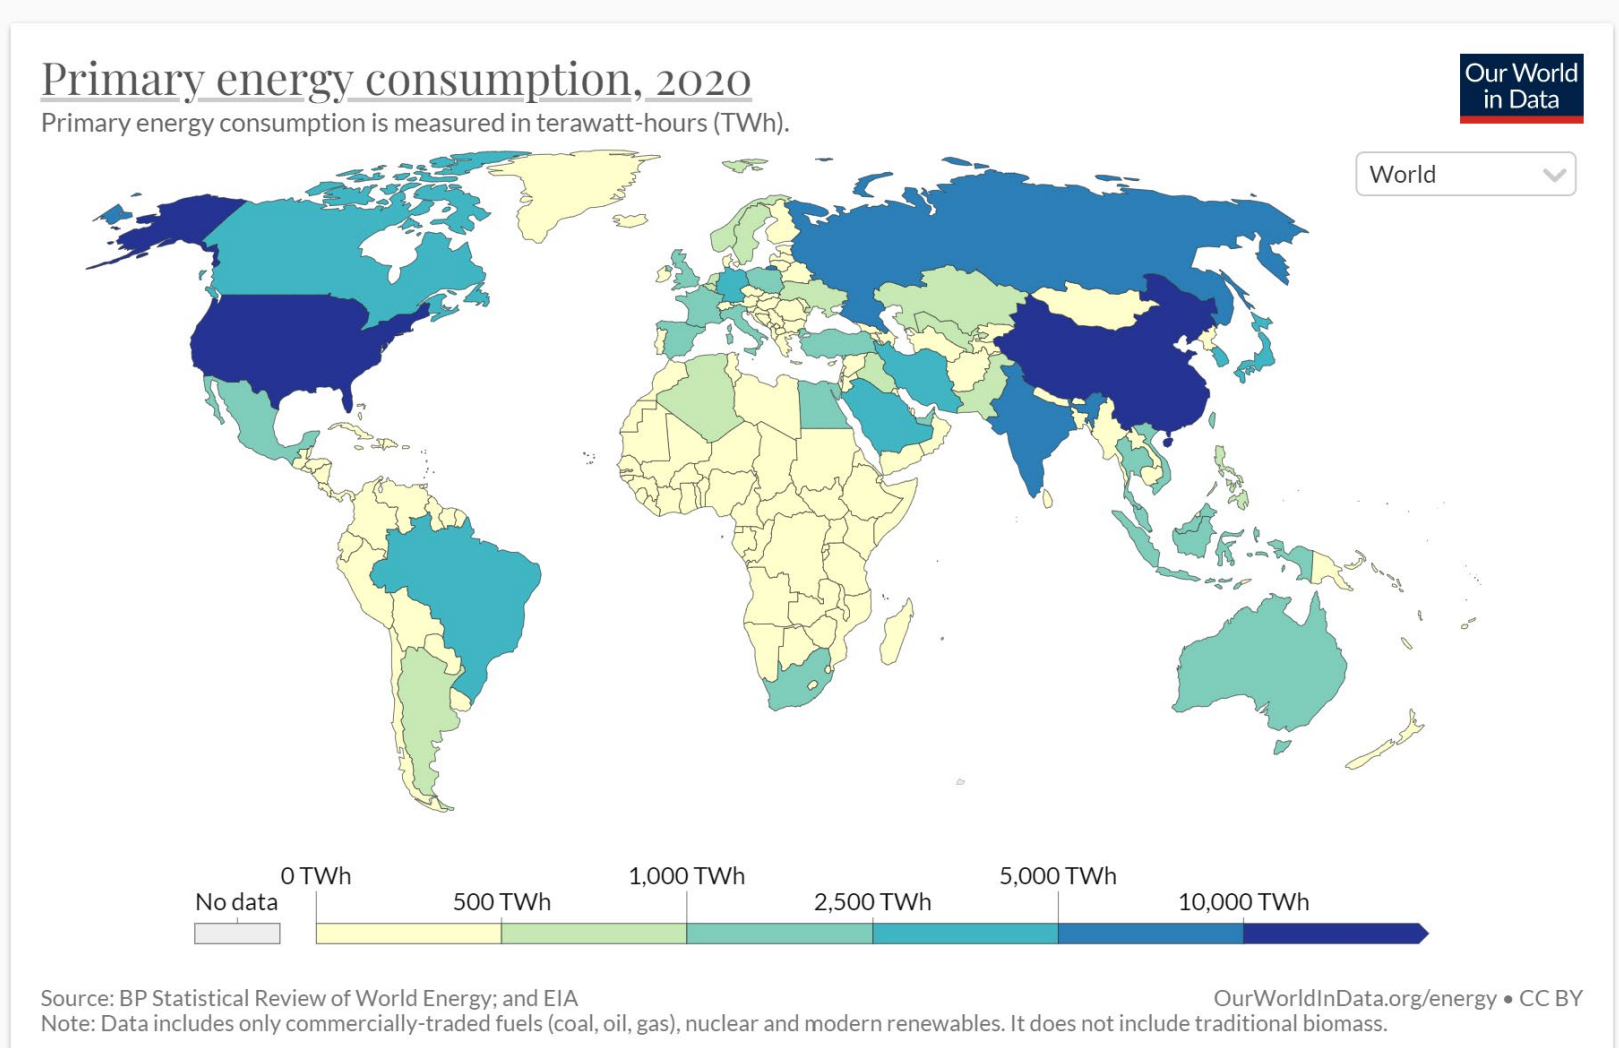 Primary energy consumption, 2020
Primary energy consumption is measured in terawatt-hours (TWh).
Our World
in Data
World
No data
0 TWh
500 TWh
1,000 TWh
2,500 TWh
5,000 TWh
10,000 TWh
Source: BP Statistical Review of World Energy; and EIA
OurWorldInData.org/energy • CC BY
Note: Data includes only commercially-traded fuels (coal, oil, gas), nuclear and modern renewables. It does not include traditional biomass.